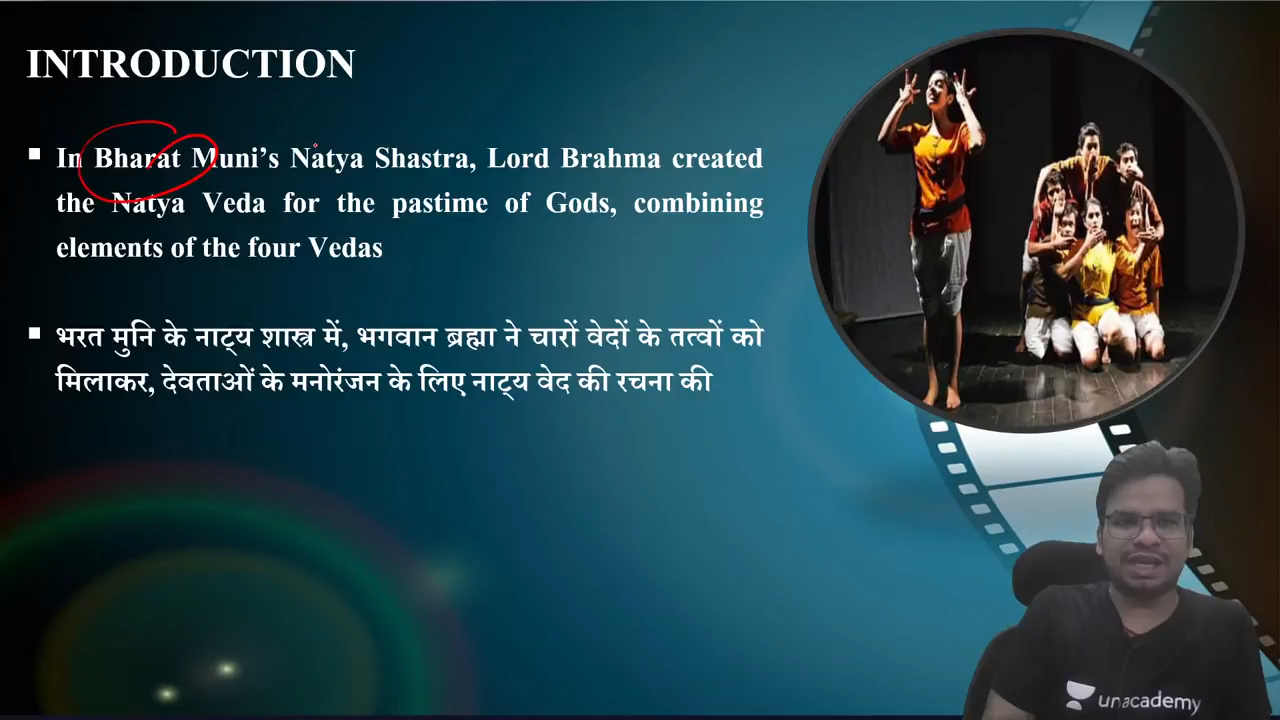 INTRODUCTION
In Bharat Muni's Natya Shastra, Lord Brahma created
the Natya Veda for the pastime of Gods, combining
elements of the four Vedas
भरत मुनि के नाट्य शास्त्र में, भगवान ब्रह्मा ने चारों वेदों के तत्वों को
मिलाकर, देवताओं के मनोरंजन के लिए नाट्य वेद की रचना की
unacademy